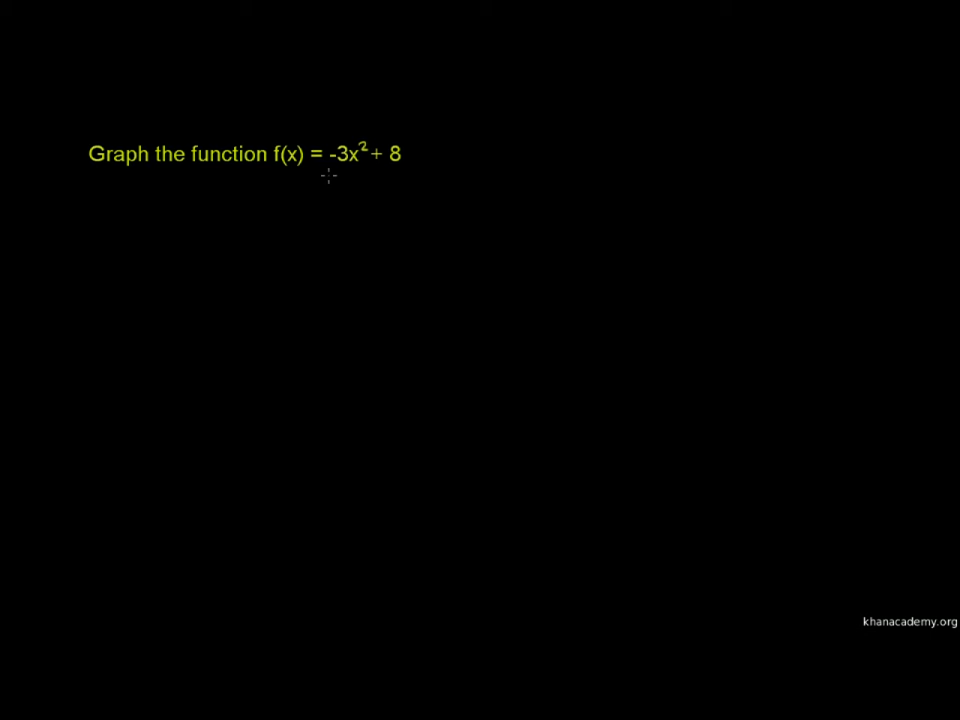 Graph the function f(x) = -3x² + 8
khanacademy.org